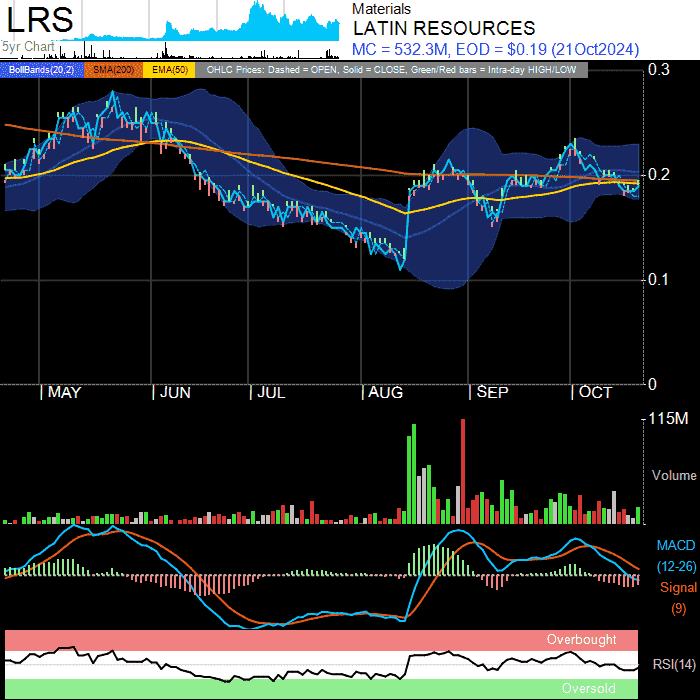 LRS
5yr Chart
Materials
LATIN RESOURCES
MC = 532.3M, EOD = $0.19 (21Oct2024)
BollBands(20,2) SMA(200) EMA(50) OHLC Prices: Dashed = OPEN, Solid = CLOSE, Green/Red bars = Intra-day HIGH/LOW
0.3
0.2
0.1
0
| MAY | JUN | JUL | AUG | SEP | OCT
115M
Volume
MACD
(12-26)
Signal
(9)
Overbought
RSI(14)
Oversold